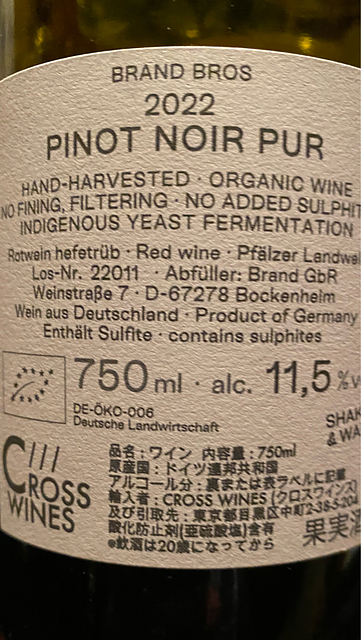 BRAND BROS
2022
PINOT NOIR PUR
HAND-HARVESTED · ORGANIC WINE
NO FINING, FILTERING · NO ADDED SULPHIT
INDIGENOUS YEAST FERMENTATION
Rotwein hefetrüb · Red wine · Pfälzer Landwei
Los-Nr. 22011 · Abfüller: Brand GbR
Weinstraße 7 · D-67278 Bockenheim
Wein aus Deutschland · Product of Germany
Enthält Sulfite · contains sulphites
750 ml · alc. 11,5 %v
DE-ÖKO-006
Deutsche Landwirtschaft
SHAK
& WA
C///
CROSS
WINES
品名：ワイン 内容量：750ml
原産国：ドイツ連邦共和国
アルコール分：裏または表ラベルに記載
輸入者：CROSS WINES (クロスワインズ)
及び引取先：東京都目黒区中町2-38-5-20
酸化防止剤(亜硫酸塩)含有
※飲酒は20歳になってから
果実酒